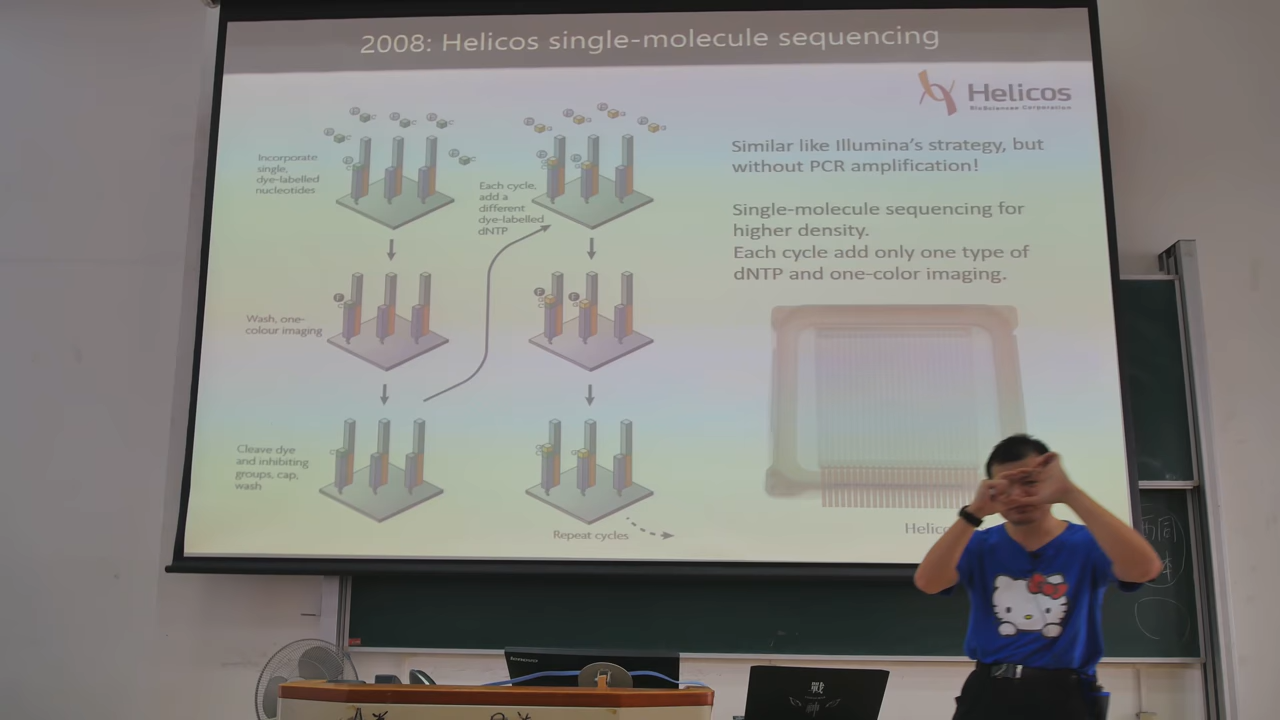 2008: Helicos single-molecule sequencing
Helicos
BioSciences Corporation
Incorporate
single,
dye-labelled
nucleotides
Each cycle,
add a
different
dye-labelled
dNTP
Wash, one-
colour imaging
Cleave dye
and inhibiting
groups, cap,
wash
Repeat cycles
Similar like Illumina's strategy, but
without PCR amplification!
Single-molecule sequencing for
higher density.
Each cycle add only one type of
dNTP and one-color imaging.
lenovo
戰
神